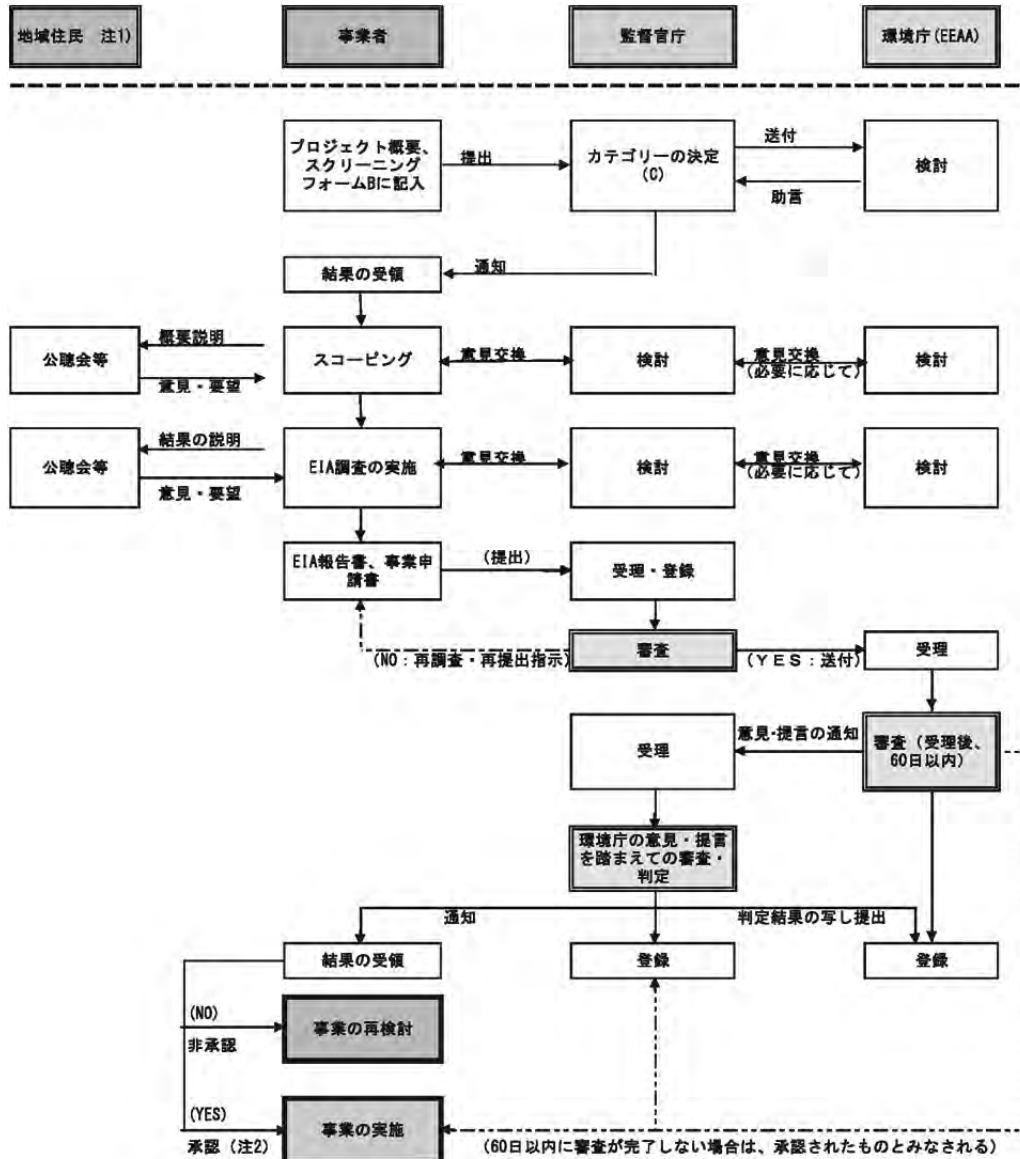 地域住民　注1)
事業者
監督官庁
環境庁(EEAA)
プロジェクト概要、
スクリーニング
フォームBに記入
提出
カテゴリーの決定
(C)
送付
助言
検討
結果の受領
通知
公聴会等
概要説明
意見・要望
スコーピング
意見交換
検討
意見交換
(必要に応じて)
検討
公聴会等
結果の説明
意見・要望
EIA調査の実施
意見交換
検討
意見交換
(必要に応じて)
検討
EIA報告書、事業申
請書
(提出)
受理・登録
(NO：再調査・再提出指示)
審査
(YES：送付)
受理
受理
意見・提言の通知
審査（受理後、
60日以内）
環境庁の意見・提言
を踏まえての審査・
判定
通知
判定結果の写し提出
結果の受領
登録
登録
(NO)
非承認
事業の再検討
(YES)
承認（注2）
事業の実施
(60日以内に審査が完了しない場合は、承認されたものとみなされる)